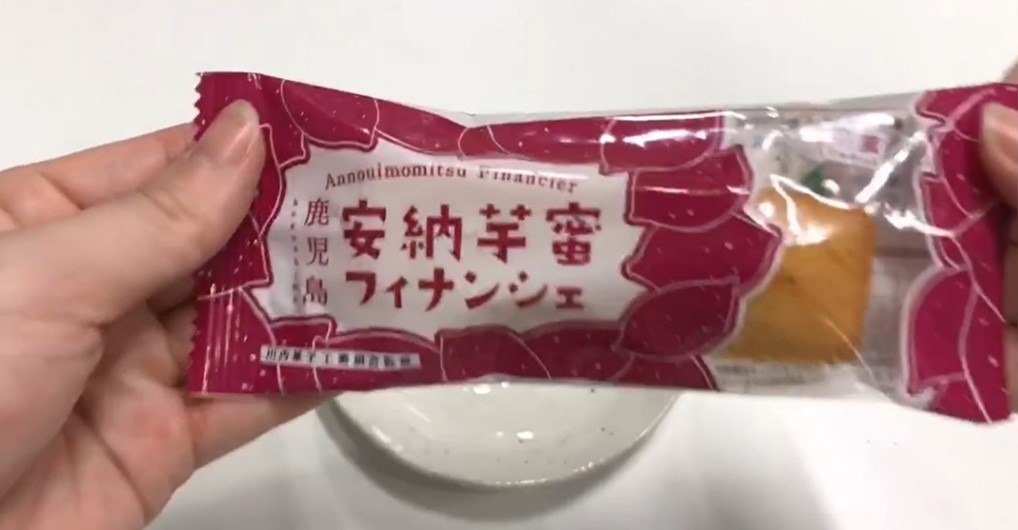 Annouimomitsu Financier
鹿児島
安納芋蜜
フィナンシェ